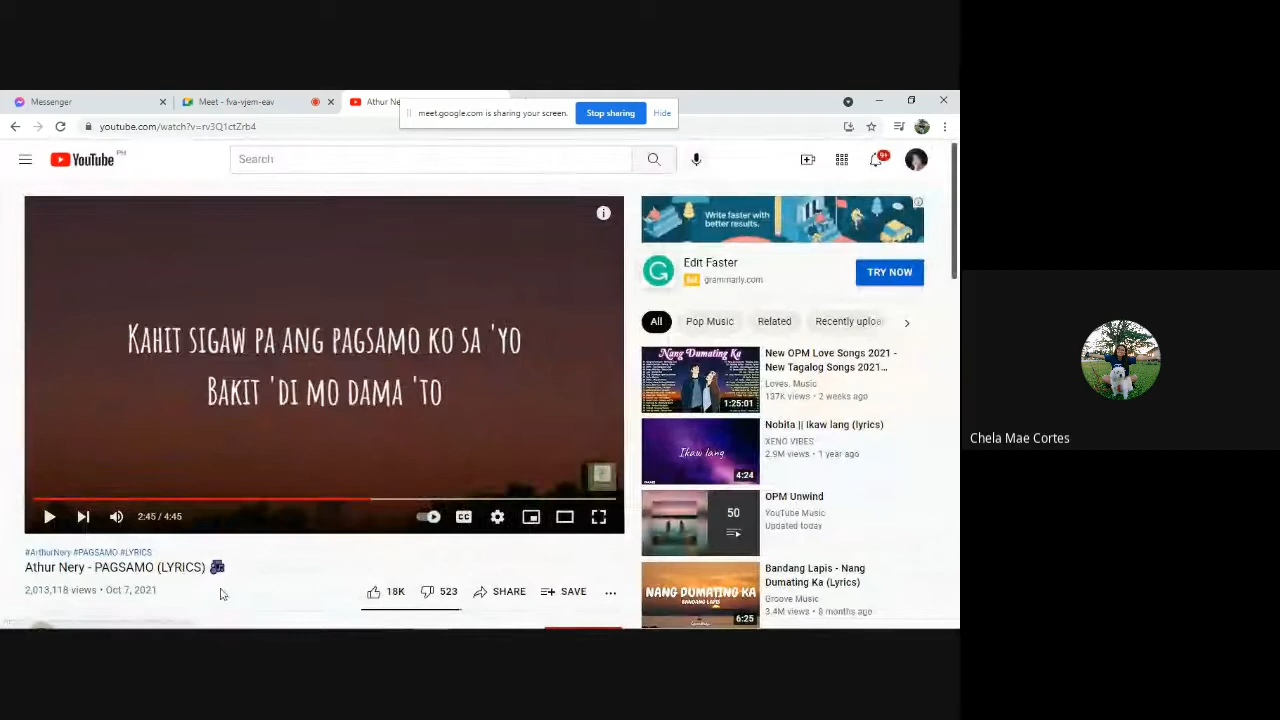 Messenger
Meet - fva-vjem-eav
Athur Ne
meet.google.com is sharing your screen.
Stop sharing
Hide
youtube.com/watch?v=rv3Q1ctZrb4
YouTube PH
Search
9+
KAHIT SIGAW PA ANG PAGSAMO KO SA 'YO
BAKIT 'DI MO DAMA 'TO
2:45 / 4:45
CC
#ArthurNery #PAGSAMO #LYRICS
Athur Nery - PAGSAMO (LYRICS)
2,013,118 views • Oct 7, 2021
18K
523
SHARE
SAVE
Write faster with
better results.
Edit Faster
Ad grammarly.com
TRY NOW
All
Pop Music
Related
Recently uploa
Nang Dumating Ka
1:25:01
New OPM Love Songs 2021 -
New Tagalog Songs 2021...
Loves. Music
137K views • 2 weeks ago
Ikaw lang
4:24
Nobita || Ikaw lang (lyrics)
XENO VIBES
2.9M views • 1 year ago
50
OPM Unwind
YouTube Music
Updated today
NANG DUMATING KA
BANDANG LAPIS
6:25
Bandang Lapis - Nang
Dumating Ka (Lyrics)
Groove Music
3.4M views • 8 months ago
Chela Mae Cortes